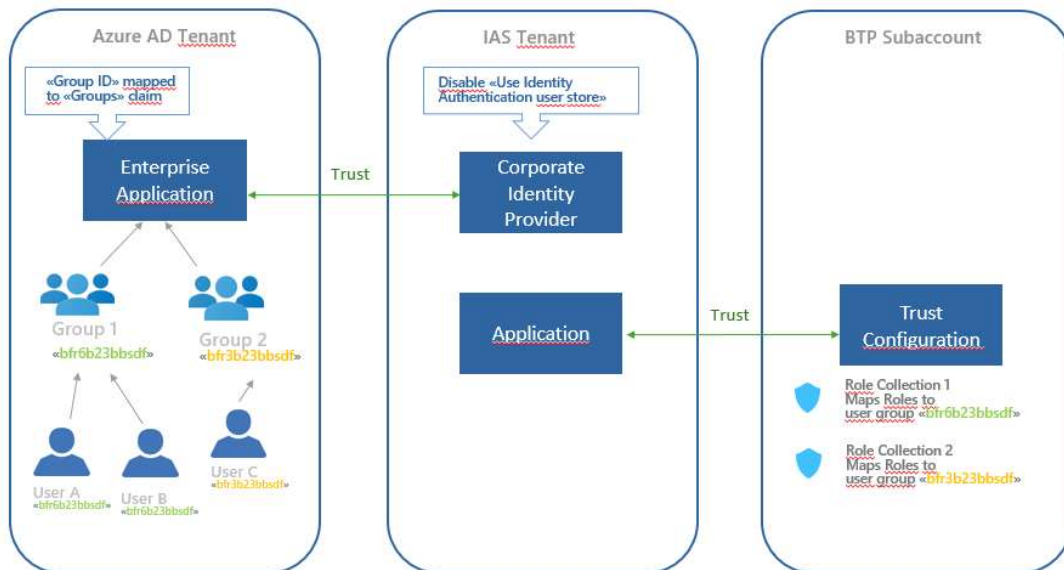 Azure AD Tenant
IAS Tenant
BTP Subaccount
«Group ID» mapped
to «Groups» claim
Disable «Use Identity
Authentication user store»
Enterprise
Application
Trust
Corporate
Identity
Provider
Group 1
«bfr6b23bbsdf»
Group 2
«bfr3b23bbsdf»
Application
Trust
Trust
Configuration
Role Collection 1
Maps Roles to
user group «bfr6b23bbsdf»
Role Collection 2
Maps Roles to
user group «bfr3b23bbsdf»
User A
«bfr6b23bbsdf»
User B
«bfr6b23bbsdf»
User C
«bfr3b23bbsdf»